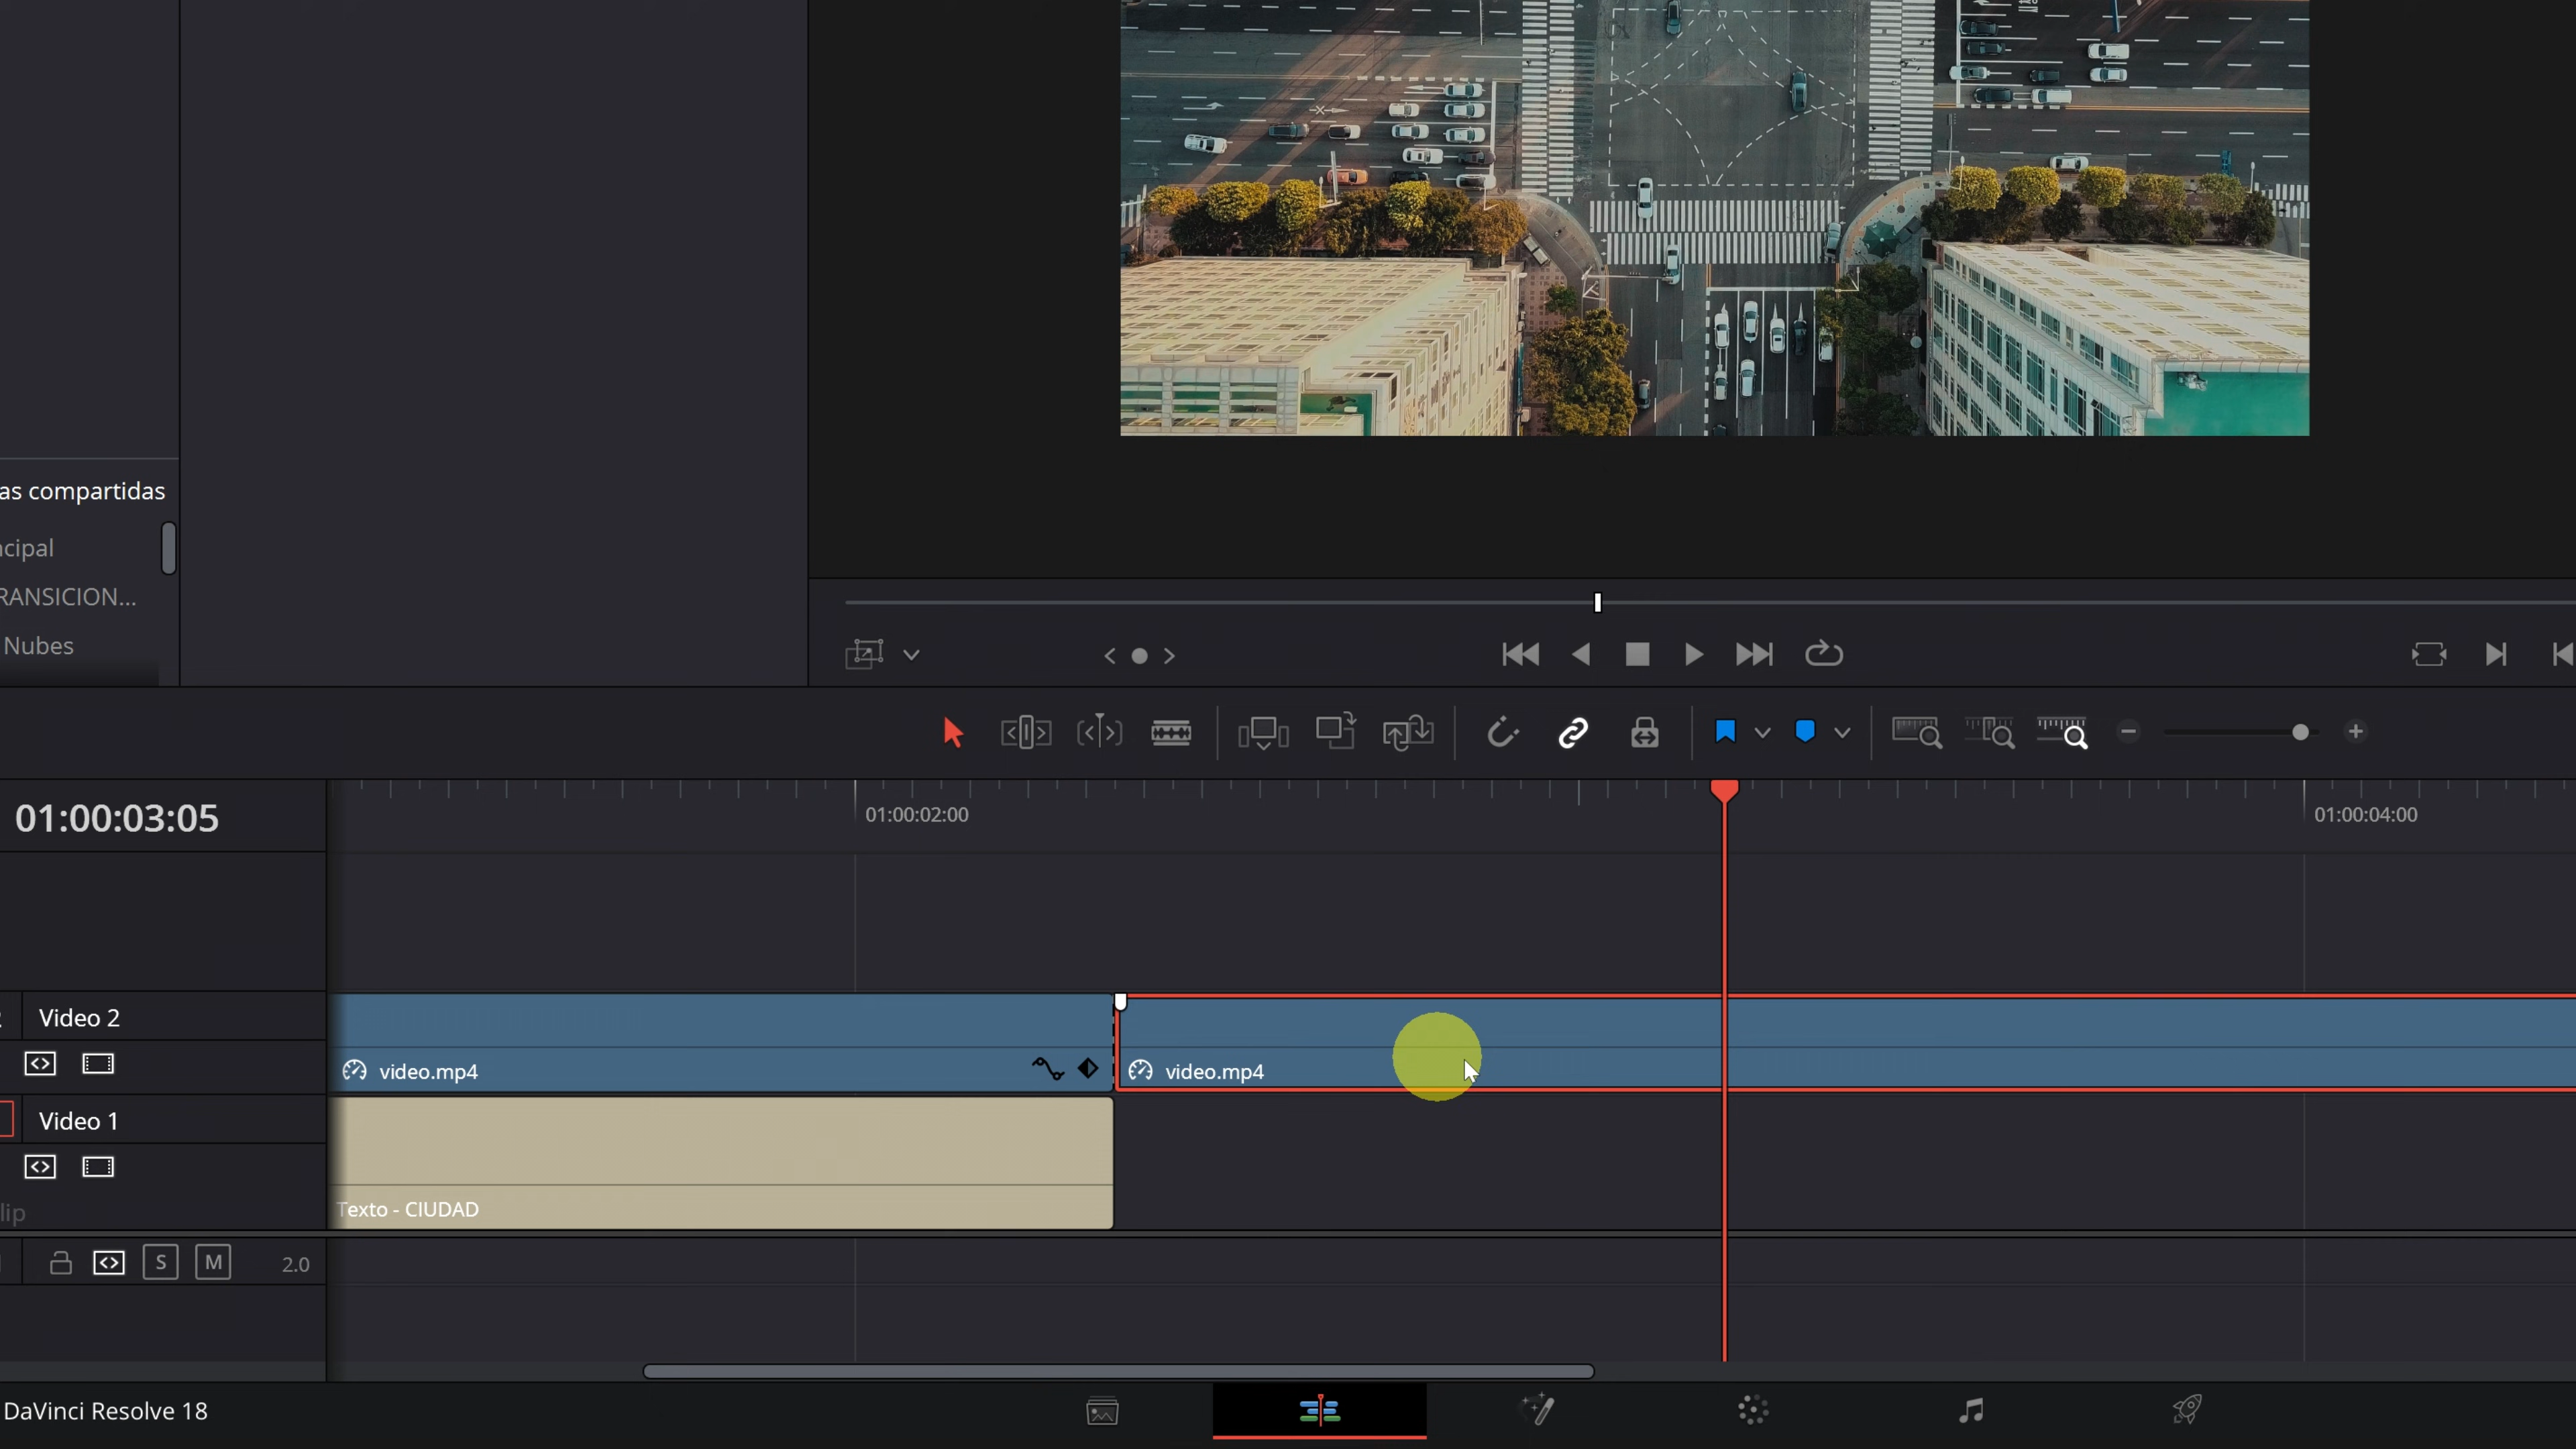 as compartidas
ncipal
RANSICION...
Nubes
01:00:03:05
01:00:02:00
01:00:04:00
Video 2
video.mp4
video.mp4
Video 1
Texto - CIUDAD
lip
S
M
2.0
DaVinci Resolve 18